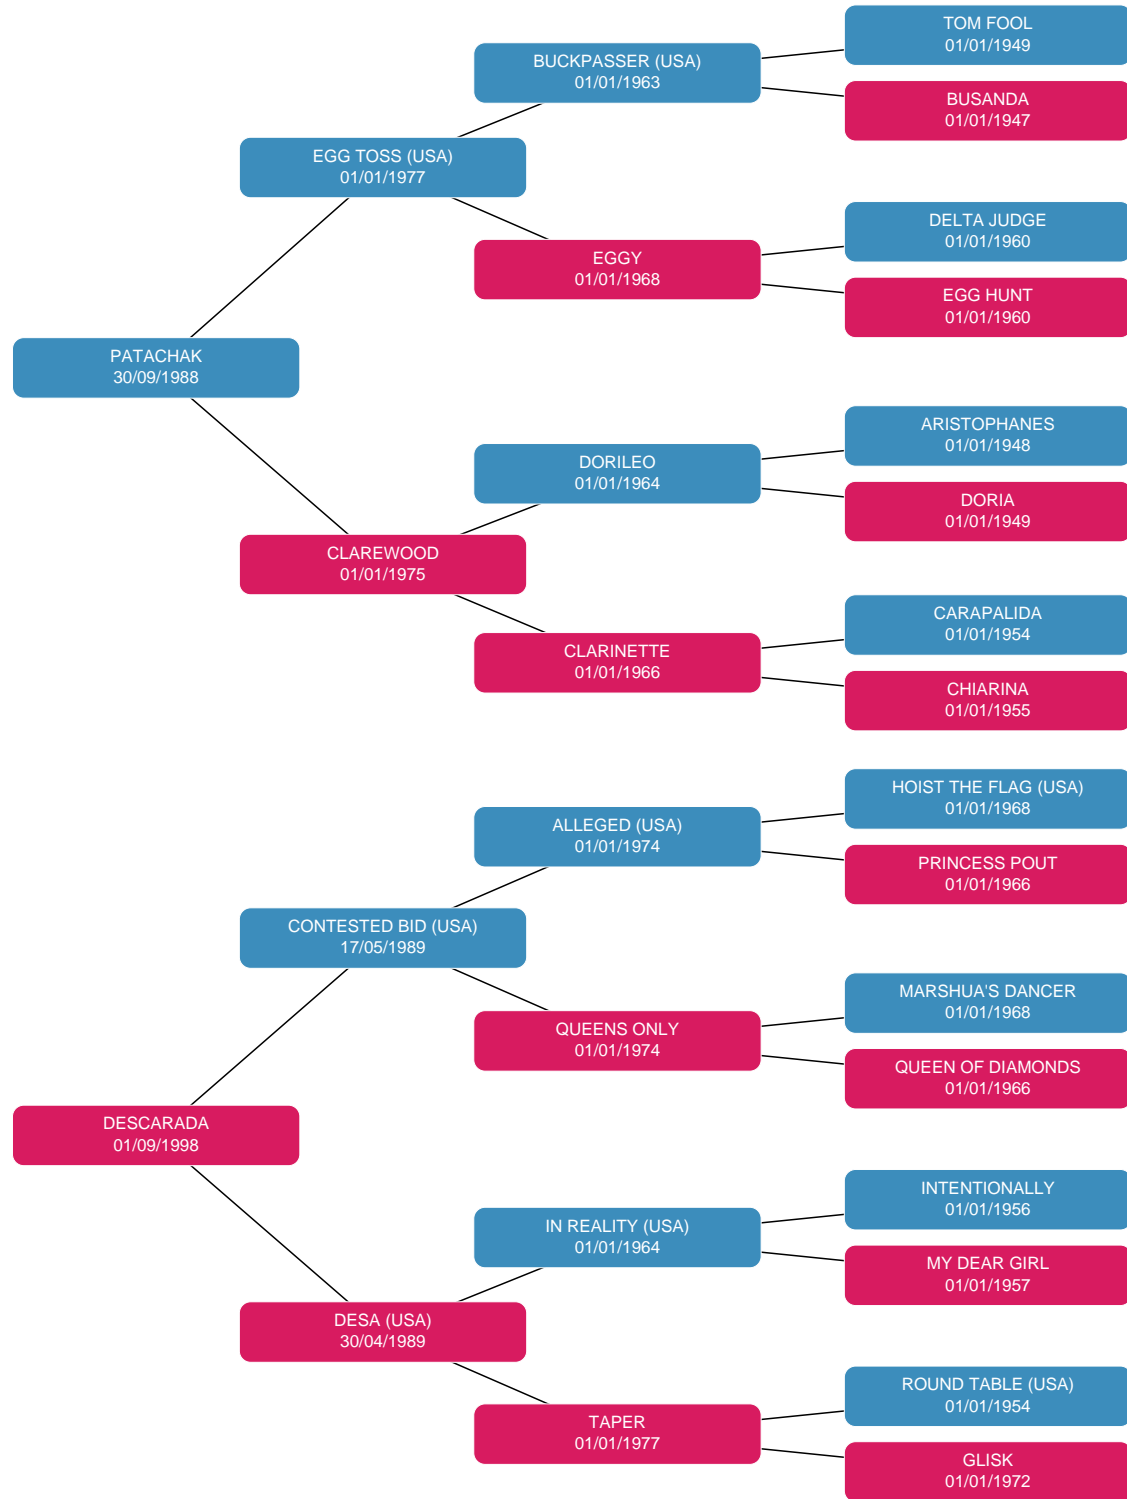 TOM FOOL
01/01/1949
BUCKPASSER (USA)
01/01/1963
BUSANDA
01/01/1947
EGG TOSS (USA)
01/01/1977
DELTA JUDGE
01/01/1960
EGGY
01/01/1968
EGG HUNT
01/01/1960
PATACHAK
30/09/1988
ARISTOPHANES
01/01/1948
DORILEO
01/01/1964
DORIA
01/01/1949
CLAREWOOD
01/01/1975
CARAPALIDA
01/01/1954
CLARINETTE
01/01/1966
CHIARINA
01/01/1955
HOIST THE FLAG (USA)
01/01/1968
ALLEGED (USA)
01/01/1974
PRINCESS POUT
01/01/1966
CONTESTED BID (USA)
17/05/1989
MARSHUA'S DANCER
01/01/1968
QUEENS ONLY
01/01/1974
QUEEN OF DIAMONDS
01/01/1966
DESCARADA
01/09/1998
INTENTIONALLY
01/01/1956
IN REALITY (USA)
01/01/1964
MY DEAR GIRL
01/01/1957
DESA (USA)
30/04/1989
ROUND TABLE (USA)
01/01/1954
TAPER
01/01/1977
GLISK
01/01/1972